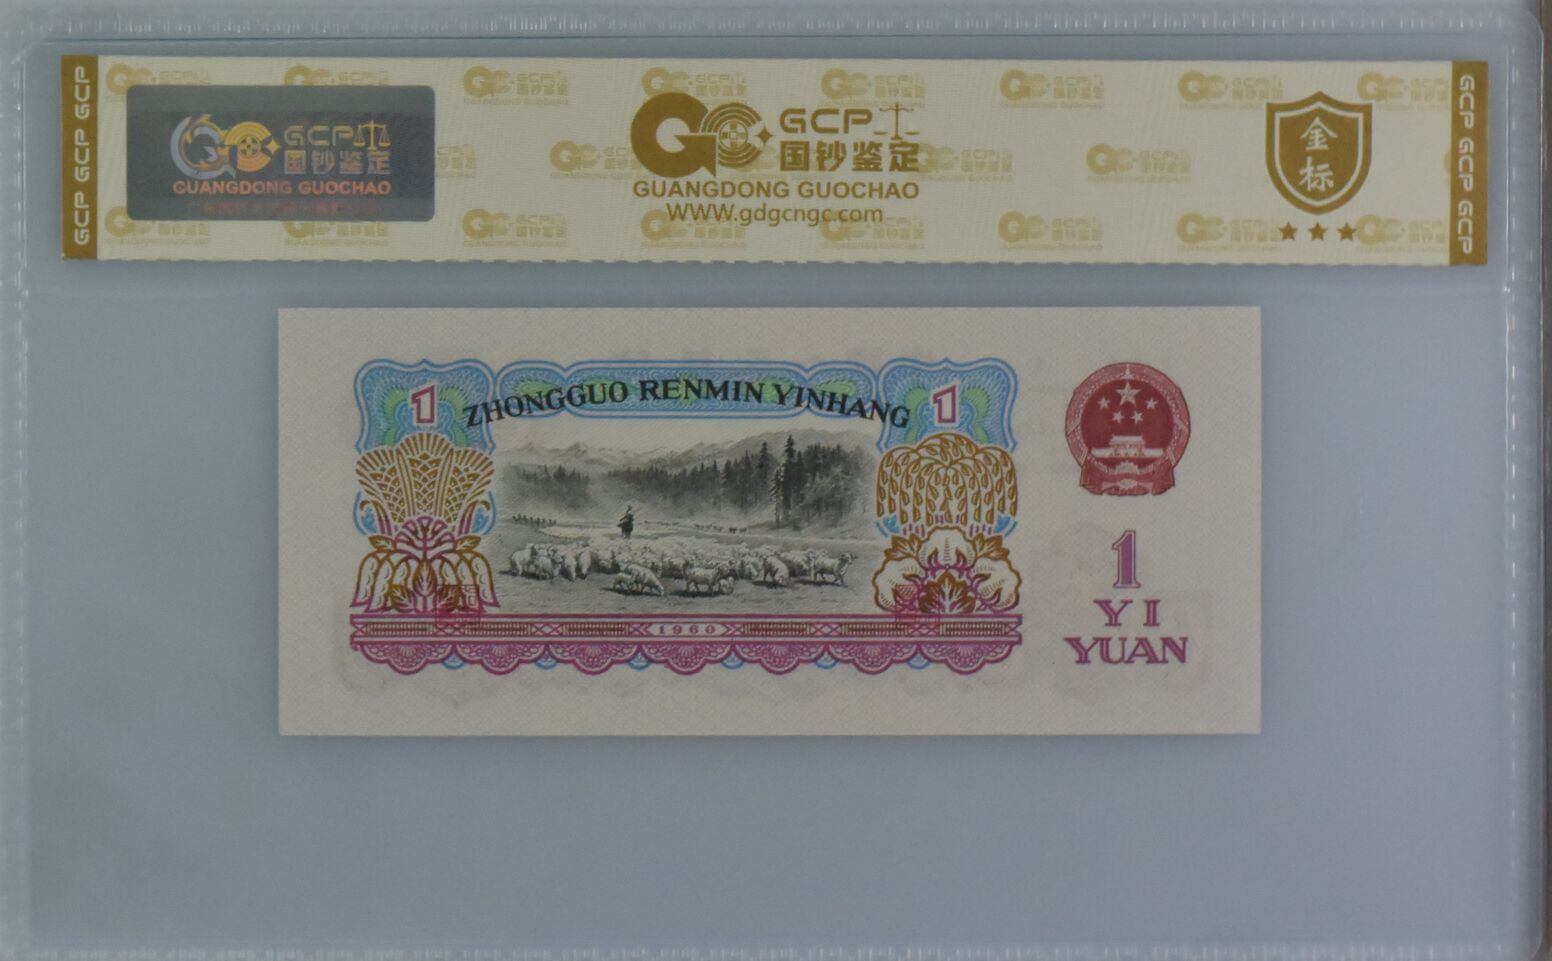 GCP GCP GCP
GCP
国钞鉴定
GUANGDONG GUOCHAO
GCP
国钞鉴定
GUANGDONG GUOCHAO
WWW.gdgcngc.com
金标
GCP GCP GCP
1
ZHONGGUO RENMIN YINHANG
1
1960
1
YI
YUAN